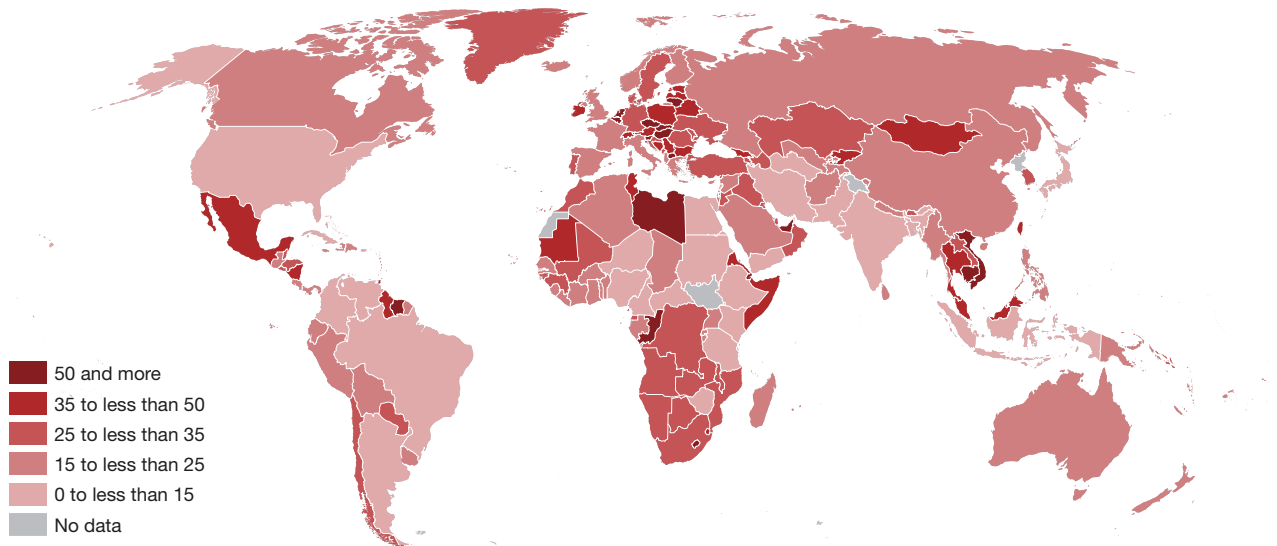 50 and more
35 to less than 50
25 to less than 35
15 to less than 25
0 to less than 15
No data